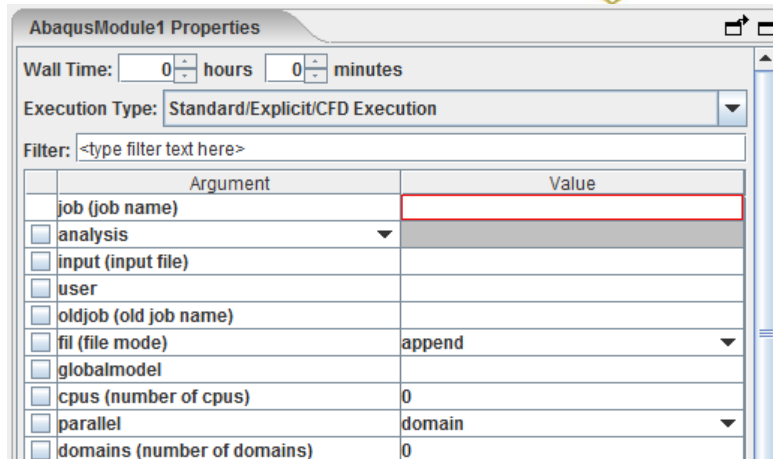 AbaqusModule1 Properties
Wall Time: 0 hours 0 minutes
Execution Type: Standard/Explicit/CFD Execution
Filter: <type filter text here>
Argument Value
job (job name)
analysis
input (input file)
user
oldjob (old job name)
fil (file mode) append
globalmodel
cpus (number of cpus) 0
parallel domain
domains (number of domains) 0